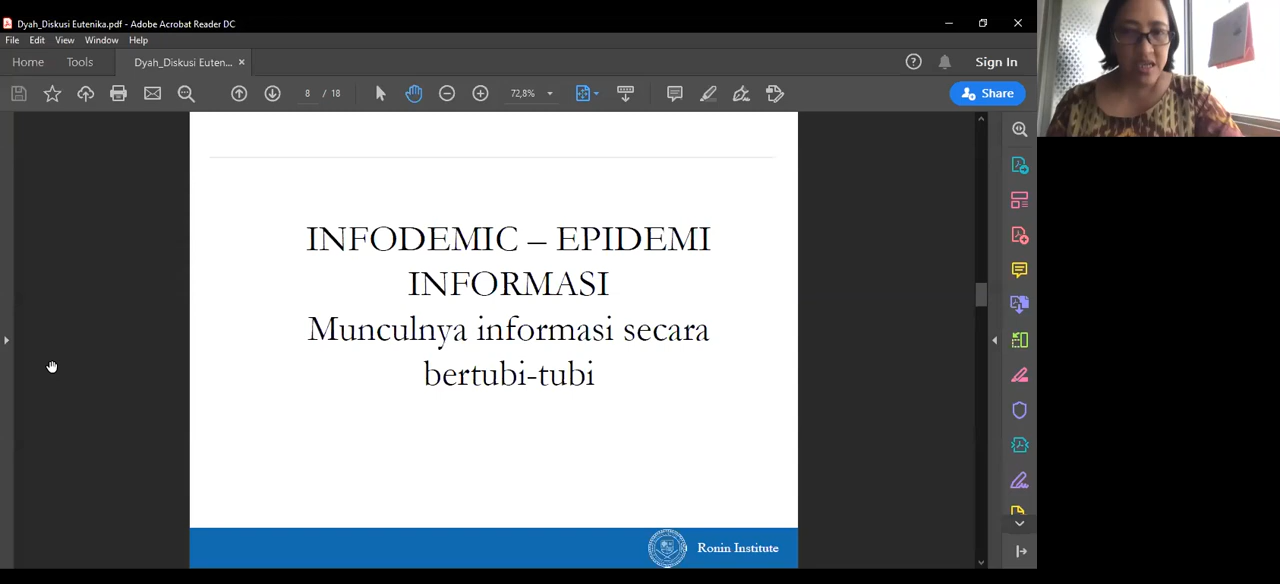 Dyah_Diskusi Eutenika.pdf - Adobe Acrobat Reader DC
File Edit View Window Help
Home Tools Dyah_Diskusi Euten... Sign In
8 / 18 72,8% Share
INFODEMIC – EPIDEMI
INFORMASI
Munculnya informasi secara
bertubi-tubi
Ronin Institute